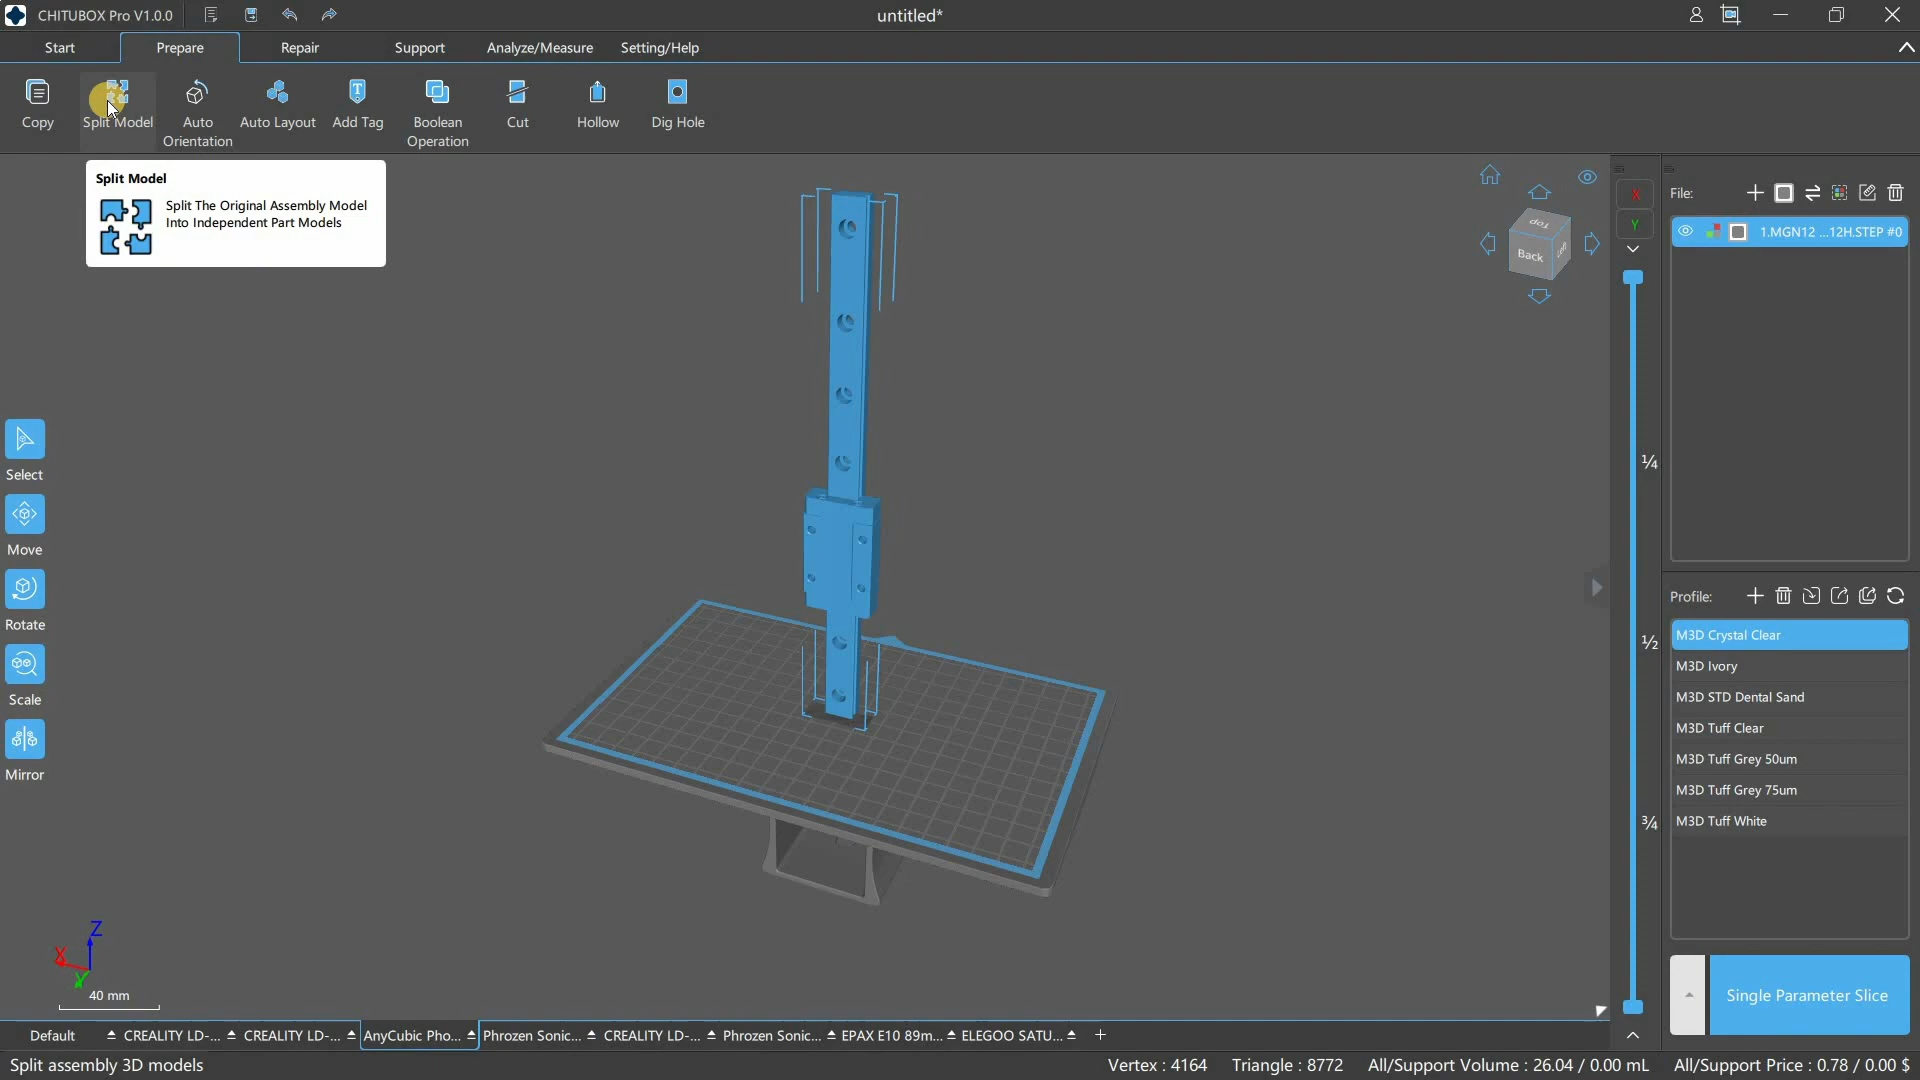 CHITUBOX Pro V1.0.0
untitled*
Start
Prepare
Repair
Support
Analyze/Measure
Setting/Help
Copy
Split Model
Auto
Orientation
Auto Layout
Add Tag
Boolean
Operation
Cut
Hollow
Dig Hole
Split Model
Split The Original Assembly Model
Into Independent Part Models
Top
Back
Left
X
Y
File:
1.MGN12 ...12H.STEP #0
¼
½
¾
Select
Move
Rotate
Scale
Mirror
Profile:
M3D Crystal Clear
M3D Ivory
M3D STD Dental Sand
M3D Tuff Clear
M3D Tuff Grey 50um
M3D Tuff Grey 75um
M3D Tuff White
Z
X
Y
40 mm
Single Parameter Slice
Default
CREALITY LD-...
CREALITY LD-...
AnyCubic Pho...
Phrozen Sonic...
CREALITY LD-...
Phrozen Sonic...
EPAX E10 89m...
ELEGOO SATU...
Split assembly 3D models
Vertex : 4164
Triangle : 8772
All/Support Volume : 26.04 / 0.00 mL
All/Support Price : 0.78 / 0.00 $